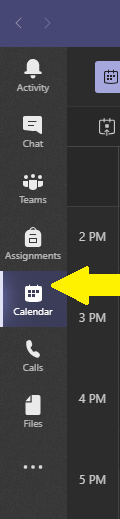 Activity
Chat
Teams
Assignments
2 PM
Calendar
3 PM
Calls
4 PM
Files
5 PM